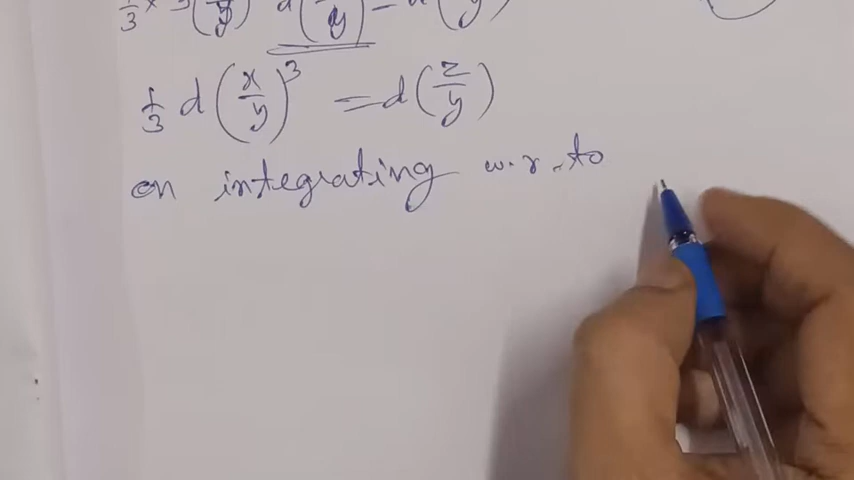 1/3 d(x/y)^3 = d(z/y)
on integrating w.r.to